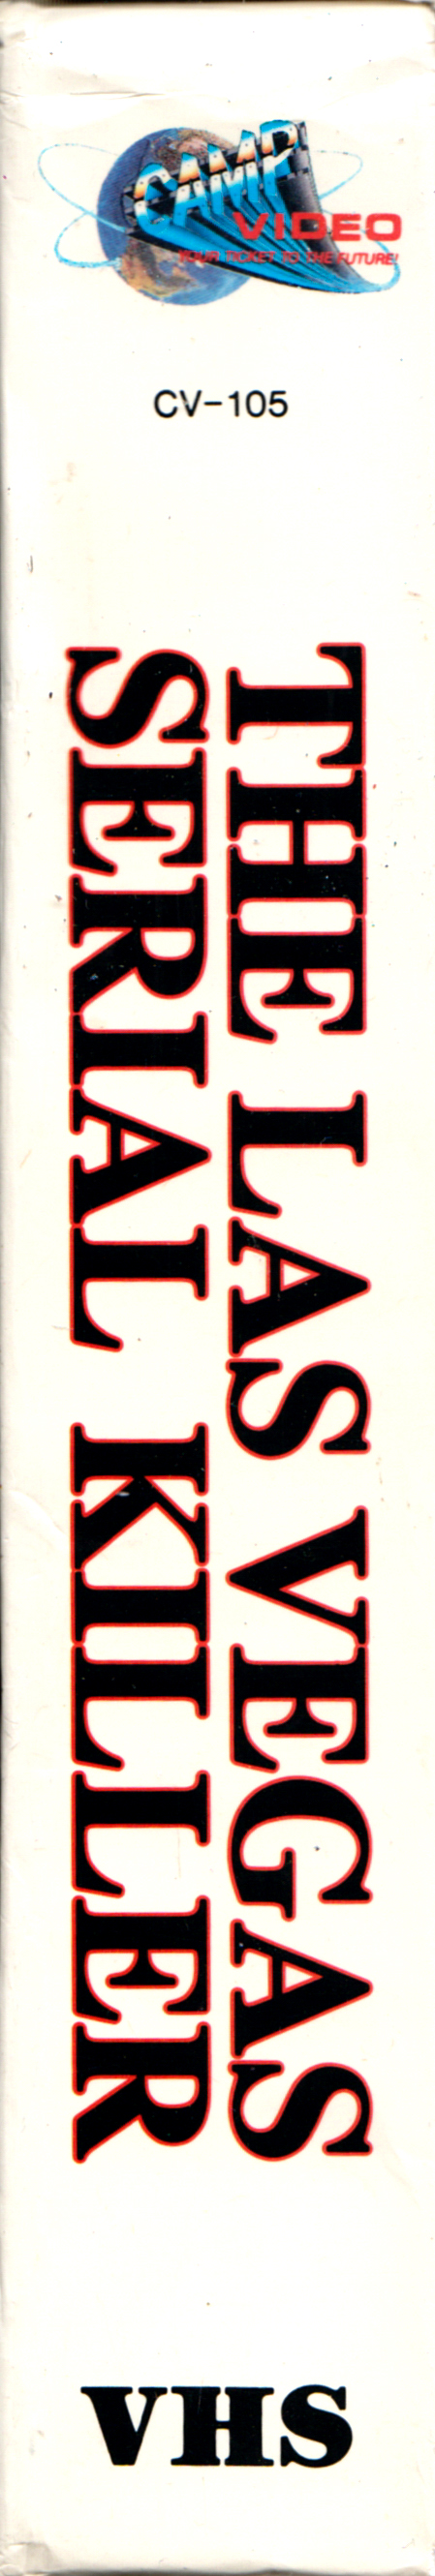 CAMP
VIDEO
YOUR TICKET TO THE FUTURE!
CV-105
THE LAS VEGAS
SERIAL KILLER
VHS